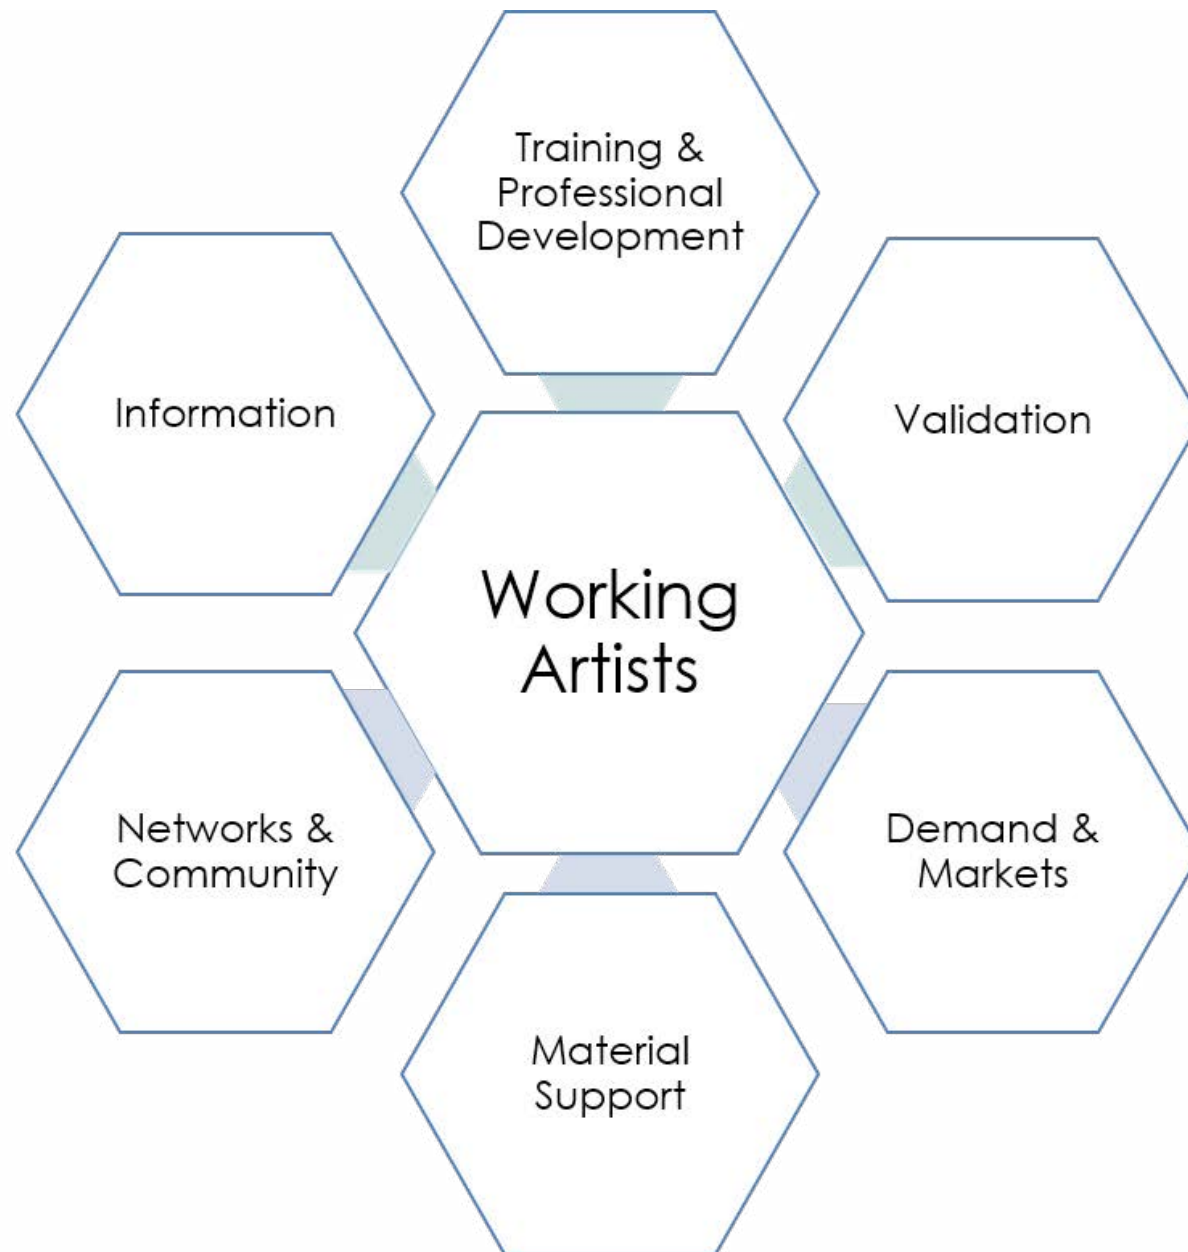 Training &
Professional
Development
Information
Validation
Working
Artists
Networks &
Community
Demand &
Markets
Material
Support